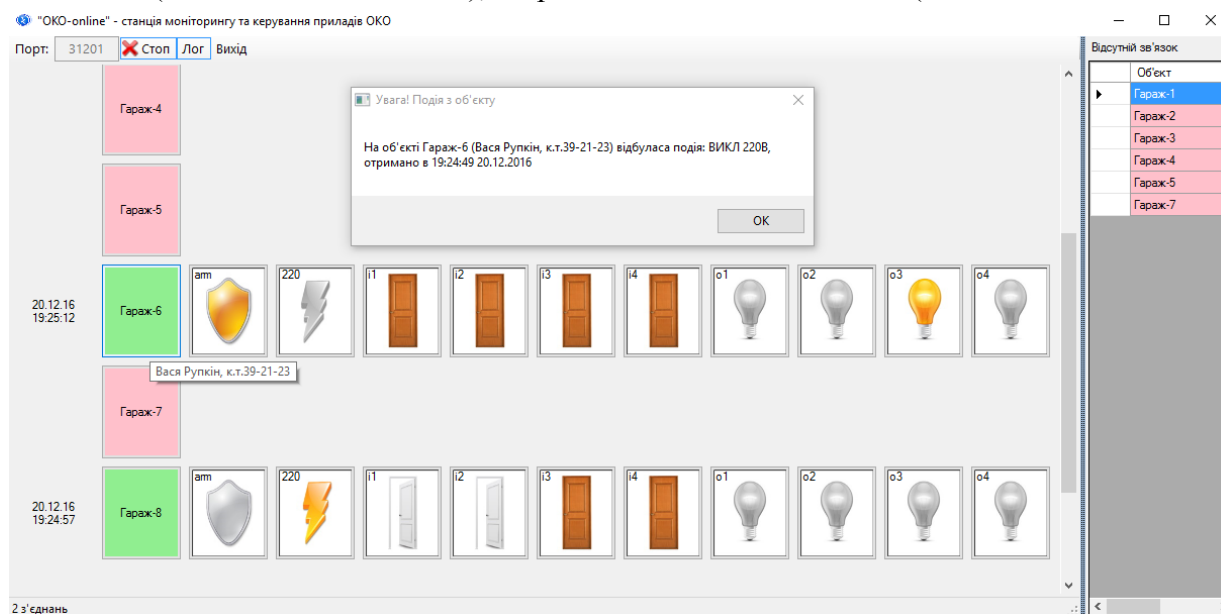 "ОКО-online" - станція моніторингу та керування приладів ОКО
Порт: 31201 Стоп Лог Вихід
Відсутній зв'язок
Об'єкт
Гараж-1
Гараж-2
Гараж-3
Гараж-4
Гараж-5
Гараж-7
Гараж-4
Увага! Подія з об'єкту
На об'єкті Гараж-6 (Вася Рупкін, к.т.39-21-23) відбулася подія: ВИКЛ 220В,
отримано в 19:24:49 20.12.2016
OK
Гараж-5
20.12.16
19:25:12
Гараж-6
arm 220 i1 i2 i3 i4 o1 o2 o3 o4
Вася Рупкін, к.т.39-21-23
Гараж-7
20.12.16
19:24:57
Гараж-8
arm 220 i1 i2 i3 i4 o1 o2 o3 o4
2 з'єднань